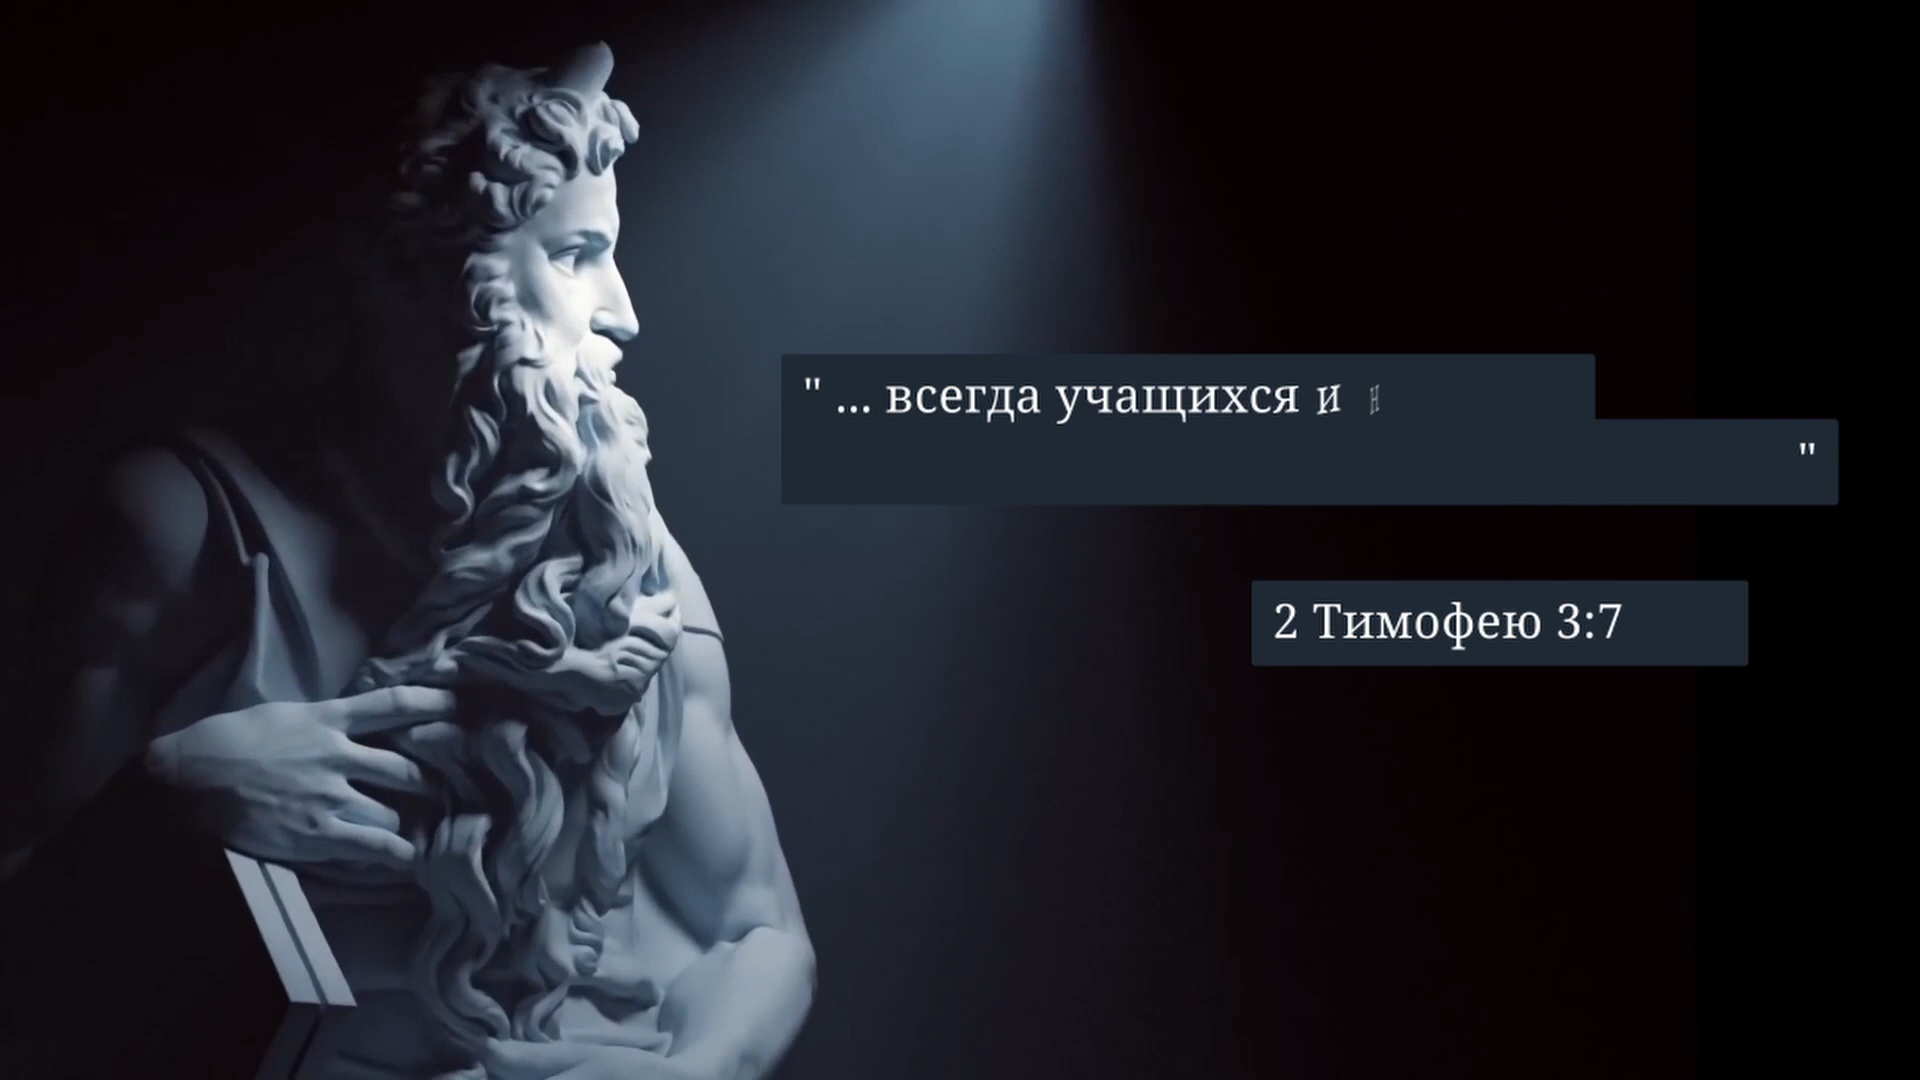 " ... всегда учащихся и н
"
2 Тимофею 3:7